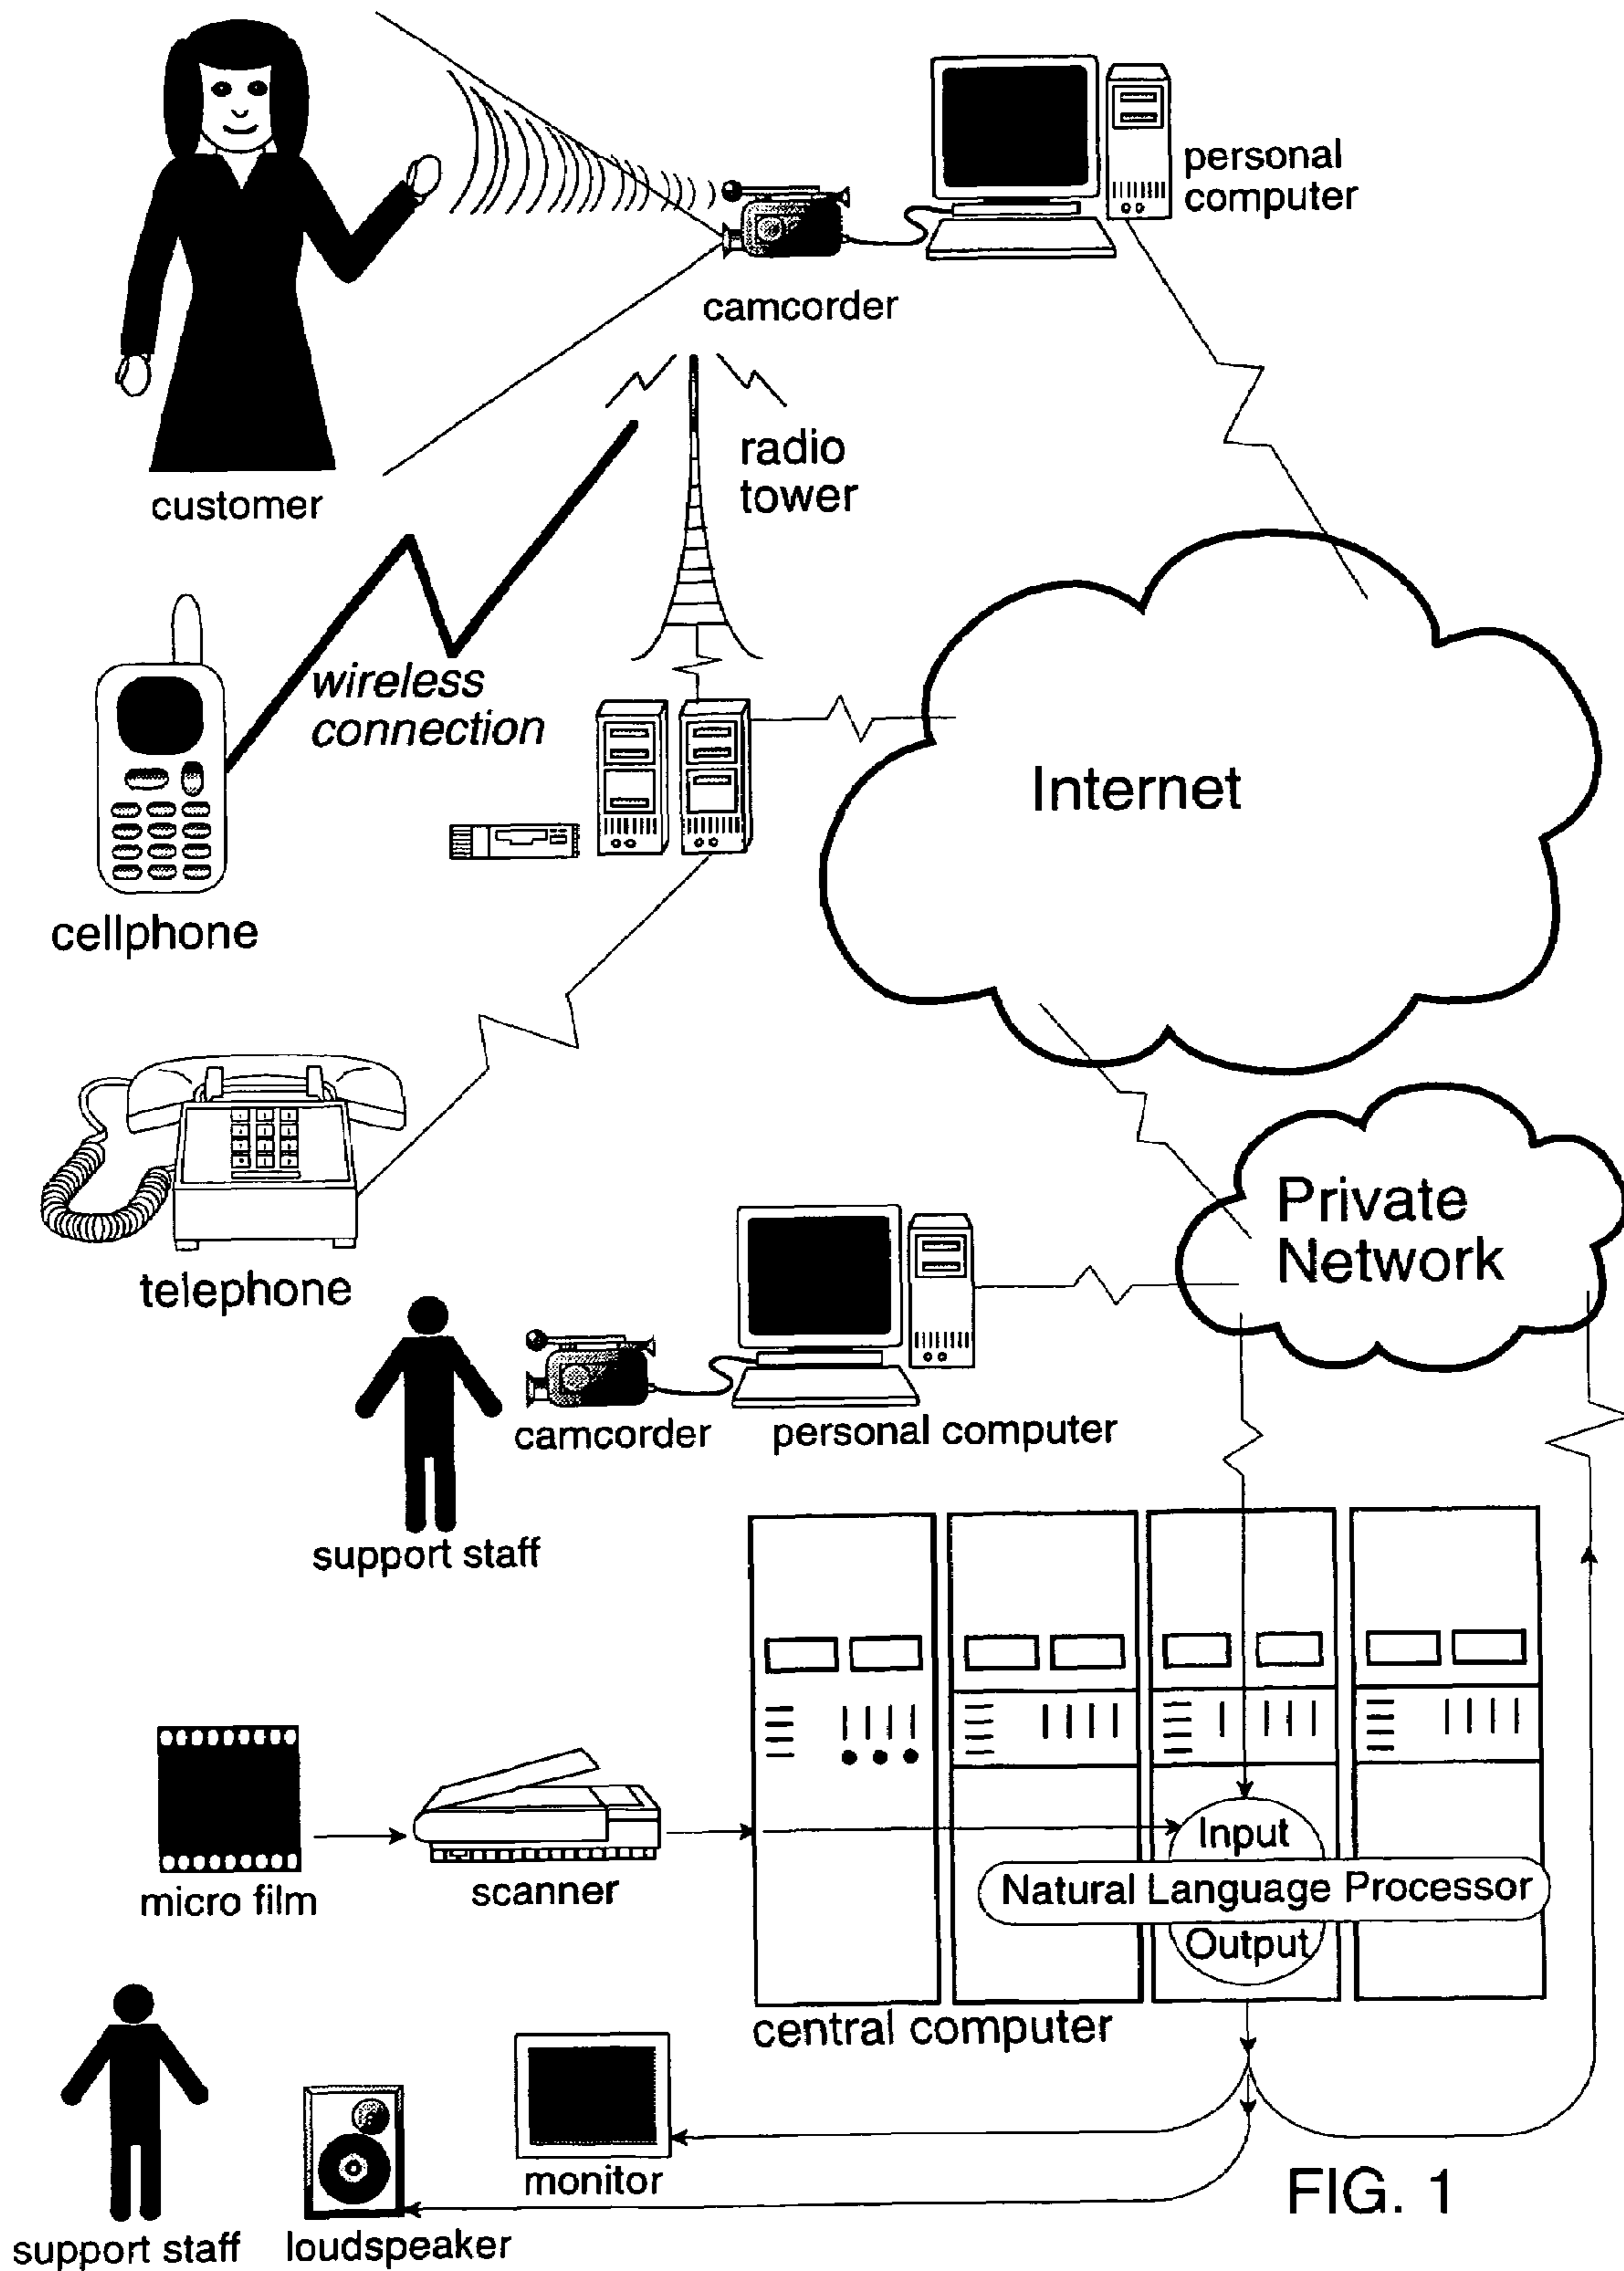 personal
computer
camcorder
radio
tower
customer
wireless
connection
Internet
cellphone
Private
Network
telephone
camcorder
personal computer
support staff
Input
Natural Language Processor
Output
micro film
scanner
central computer
monitor
FIG. 1
support staff
loudspeaker